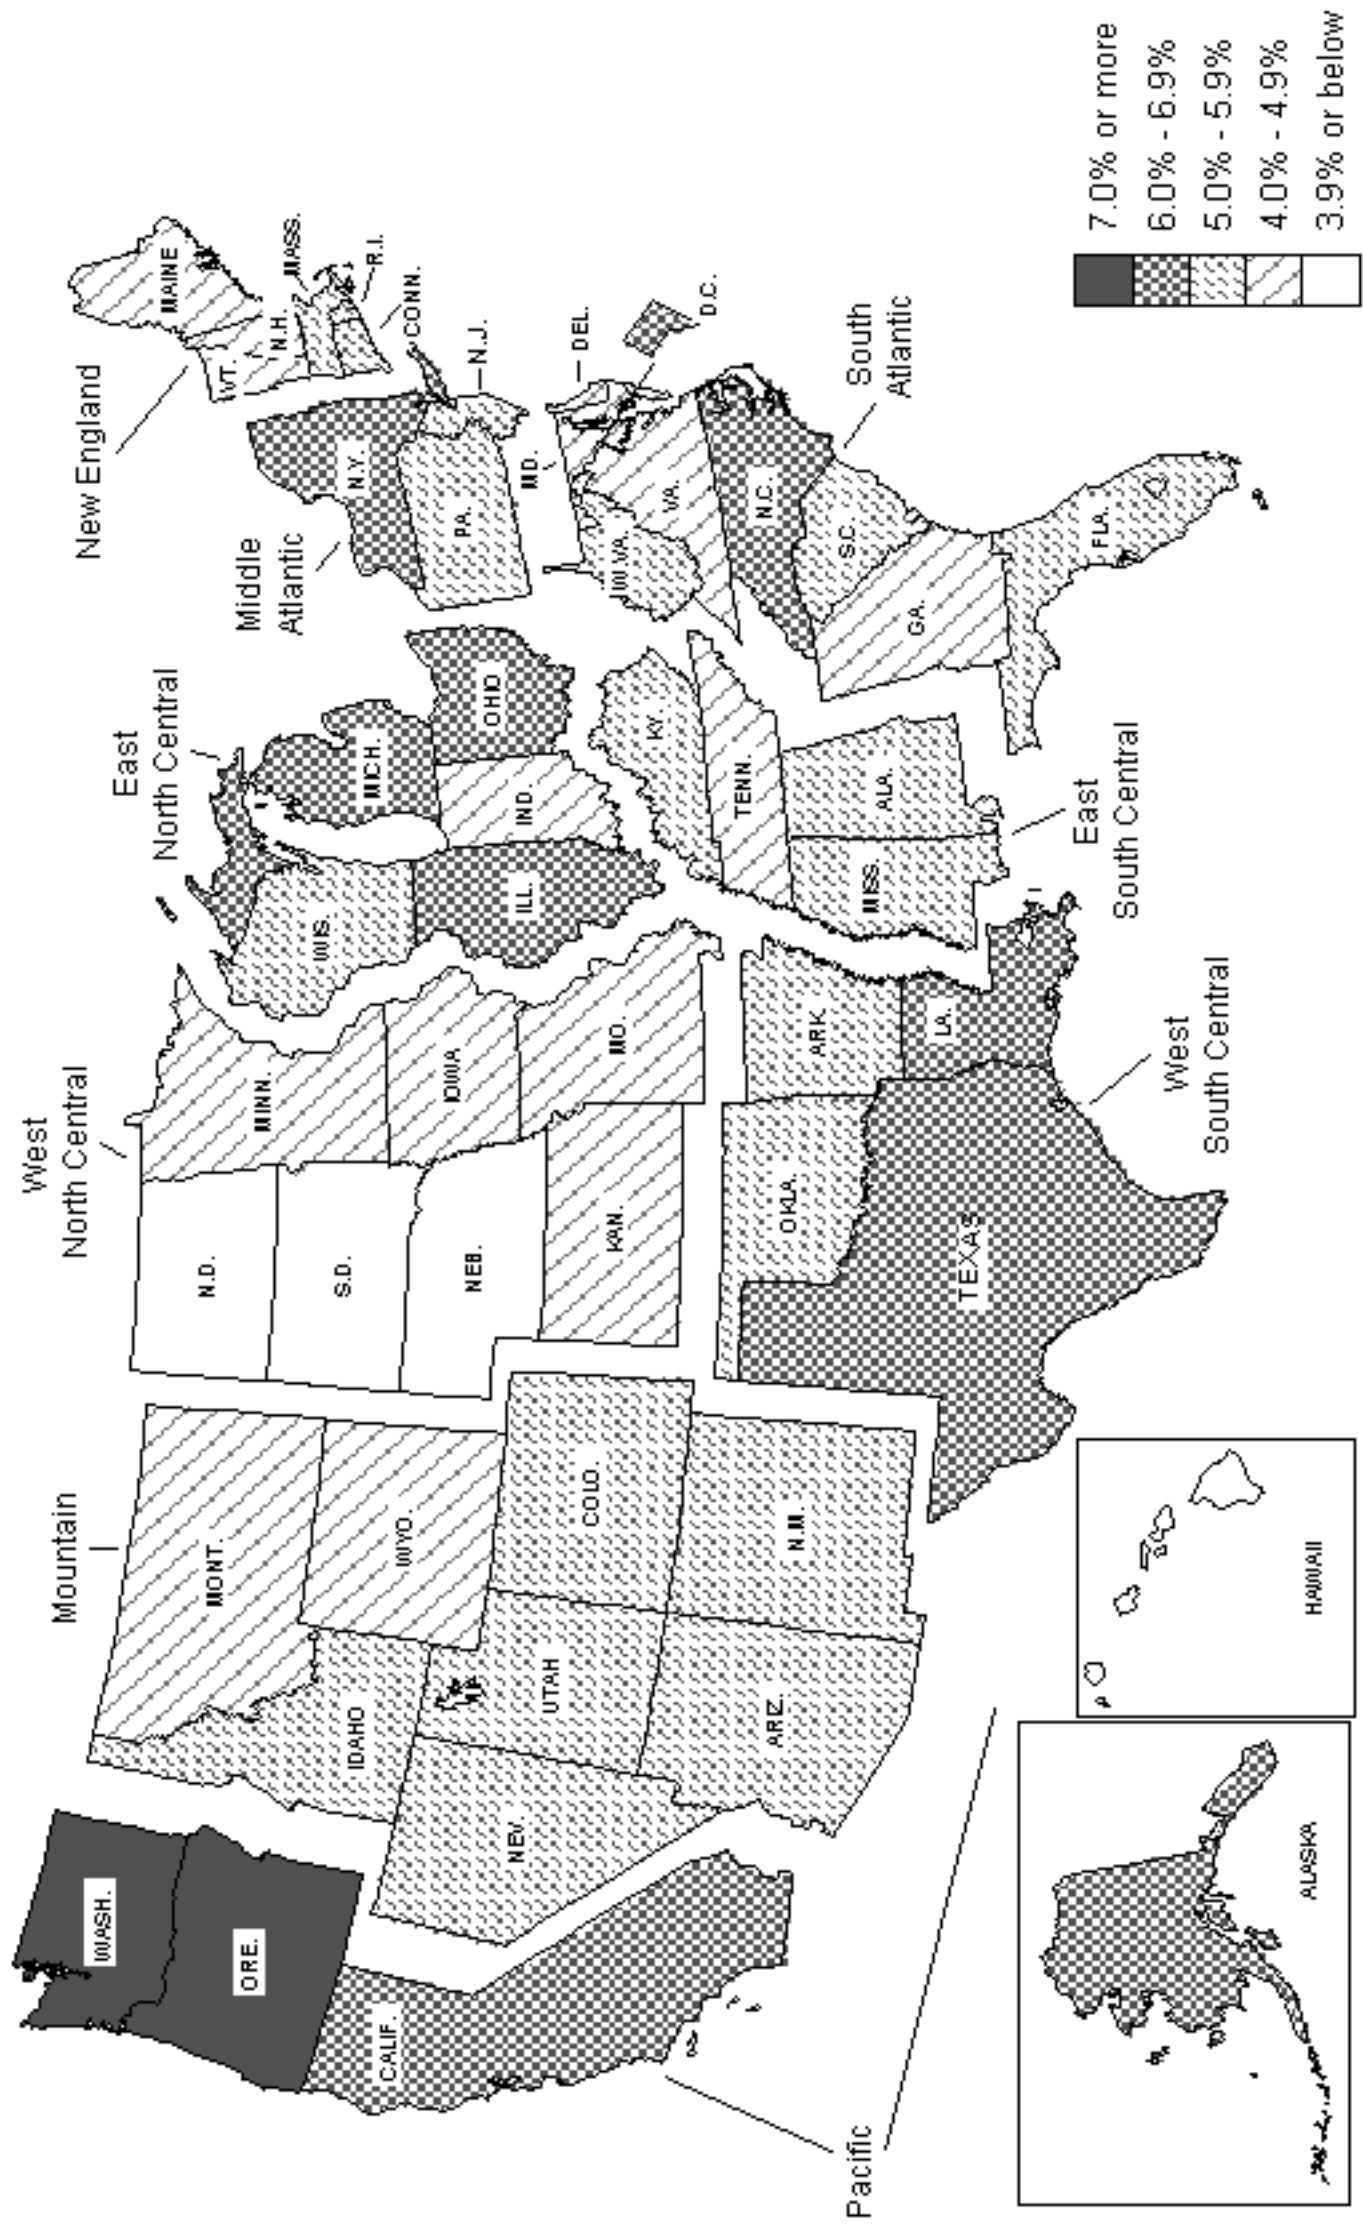 New England
Middle
Atlantic
East
North Central
West
North Central
Mountain
Pacific
South
Atlantic
East
South Central
West
South Central
WASH.
ORE.
CALIF.
NEV.
IDAHO
MONT.
WYO.
UTAH
COLO.
ARIZ.
N.M.
N.D.
S.D.
NEB.
KAN.
MINN.
IOWA
MO.
OKLA.
TEXAS
ARK.
LA.
WIS.
MICH.
ILL.
IND.
OHIO
KY.
TENN.
MISS.
ALA.
N.Y.
PA.
N.J.
MAINE
VT.
N.H.
MASS.
R.I.
CONN.
DEL.
MD.
D.C.
W.VA.
VA.
N.C.
S.C.
GA.
FLA.
ALASKA
HAWAII
7.0% or more
6.0% - 6.9%
5.0% - 5.9%
4.0% - 4.9%
3.9% or below